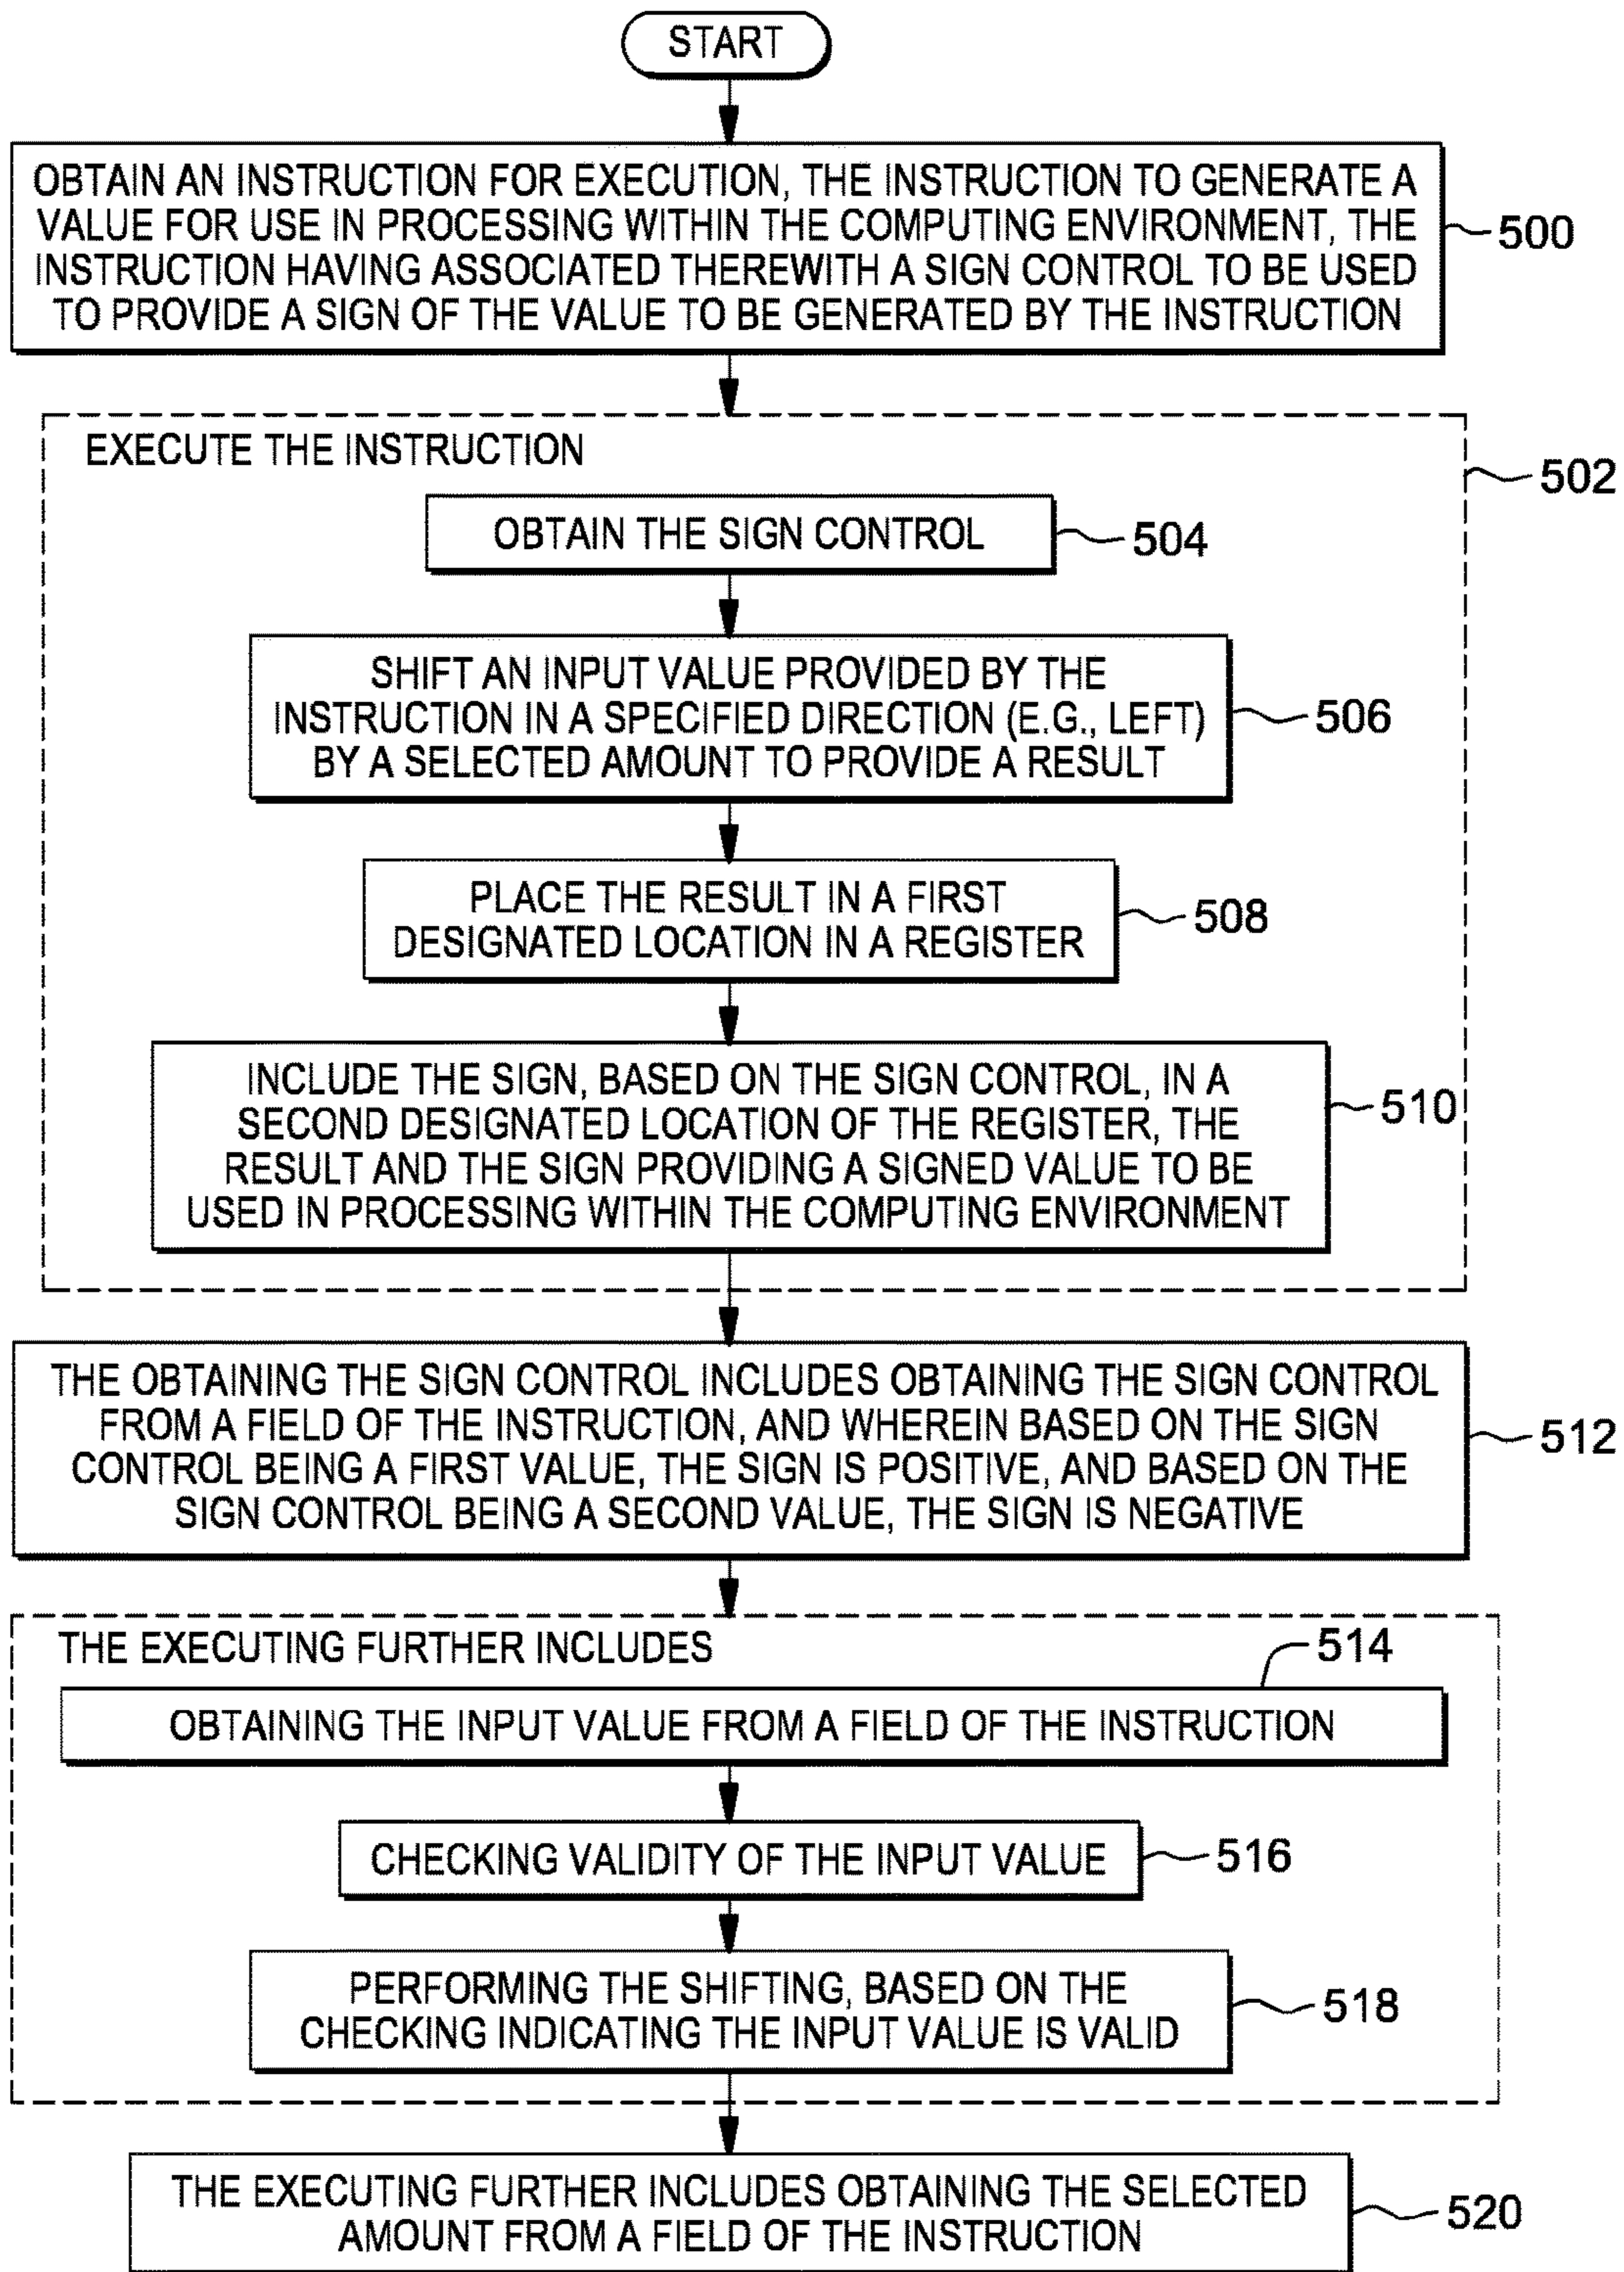 START
OBTAIN AN INSTRUCTION FOR EXECUTION, THE INSTRUCTION TO GENERATE A
VALUE FOR USE IN PROCESSING WITHIN THE COMPUTING ENVIRONMENT, THE
INSTRUCTION HAVING ASSOCIATED THEREWITH A SIGN CONTROL TO BE USED
TO PROVIDE A SIGN OF THE VALUE TO BE GENERATED BY THE INSTRUCTION
500
EXECUTE THE INSTRUCTION
502
OBTAIN THE SIGN CONTROL
504
SHIFT AN INPUT VALUE PROVIDED BY THE
INSTRUCTION IN A SPECIFIED DIRECTION (E.G., LEFT)
BY A SELECTED AMOUNT TO PROVIDE A RESULT
506
PLACE THE RESULT IN A FIRST
DESIGNATED LOCATION IN A REGISTER
508
INCLUDE THE SIGN, BASED ON THE SIGN CONTROL, IN A
SECOND DESIGNATED LOCATION OF THE REGISTER, THE
RESULT AND THE SIGN PROVIDING A SIGNED VALUE TO BE
USED IN PROCESSING WITHIN THE COMPUTING ENVIRONMENT
510
THE OBTAINING THE SIGN CONTROL INCLUDES OBTAINING THE SIGN CONTROL
FROM A FIELD OF THE INSTRUCTION, AND WHEREIN BASED ON THE SIGN
CONTROL BEING A FIRST VALUE, THE SIGN IS POSITIVE, AND BASED ON THE
SIGN CONTROL BEING A SECOND VALUE, THE SIGN IS NEGATIVE
512
THE EXECUTING FURTHER INCLUDES
514
OBTAINING THE INPUT VALUE FROM A FIELD OF THE INSTRUCTION
CHECKING VALIDITY OF THE INPUT VALUE
516
PERFORMING THE SHIFTING, BASED ON THE
CHECKING INDICATING THE INPUT VALUE IS VALID
518
THE EXECUTING FURTHER INCLUDES OBTAINING THE SELECTED
AMOUNT FROM A FIELD OF THE INSTRUCTION
520